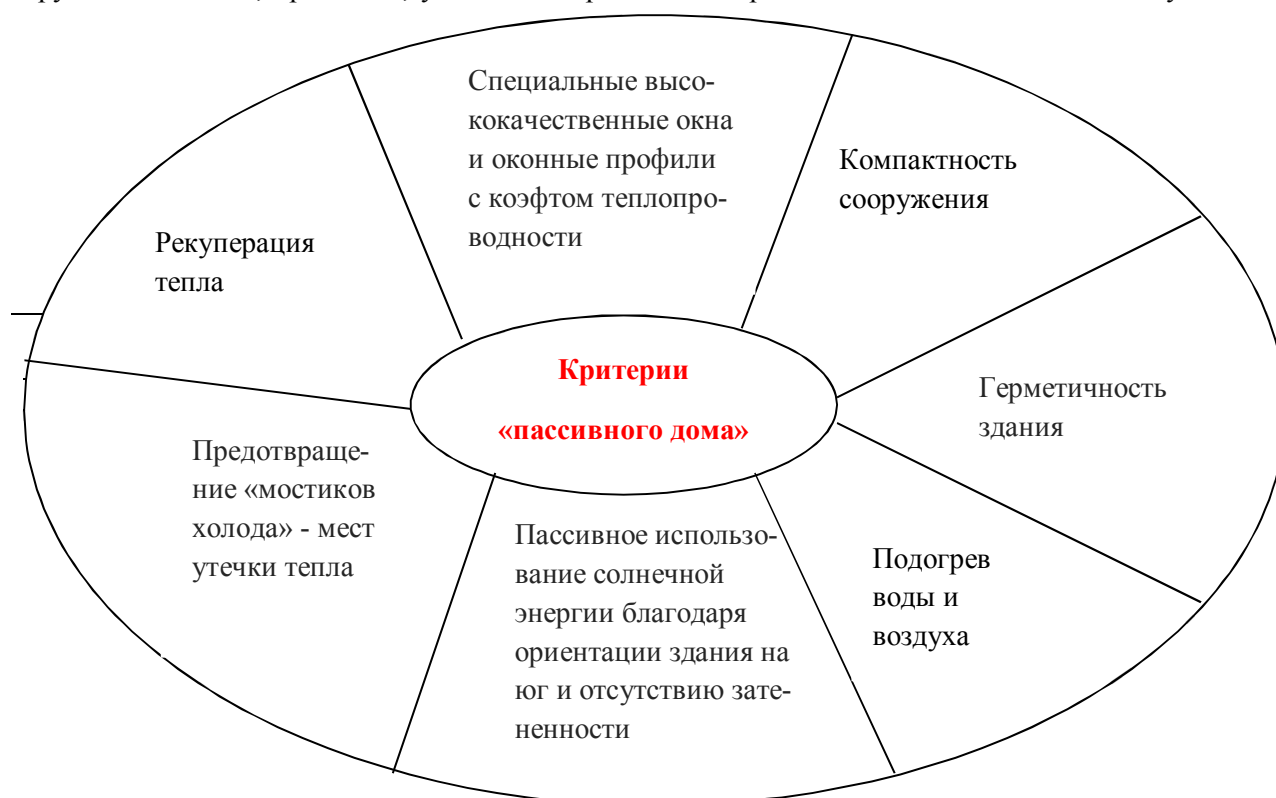 Специальные высо-
кокачественные окна
и оконные профили
с коэфтом теплопро-
водности
Компактность
сооружения
Рекуперация
тепла
Критерии
«пассивного дома»
Герметичность
здания
Предотвраще-
ние «мостиков
холода» - мест
утечки тепла
Пассивное использо-
вание солнечной
энергии благодаря
ориентации здания на
юг и отсутствию зате-
ненности
Подогрев
воды и
воздуха